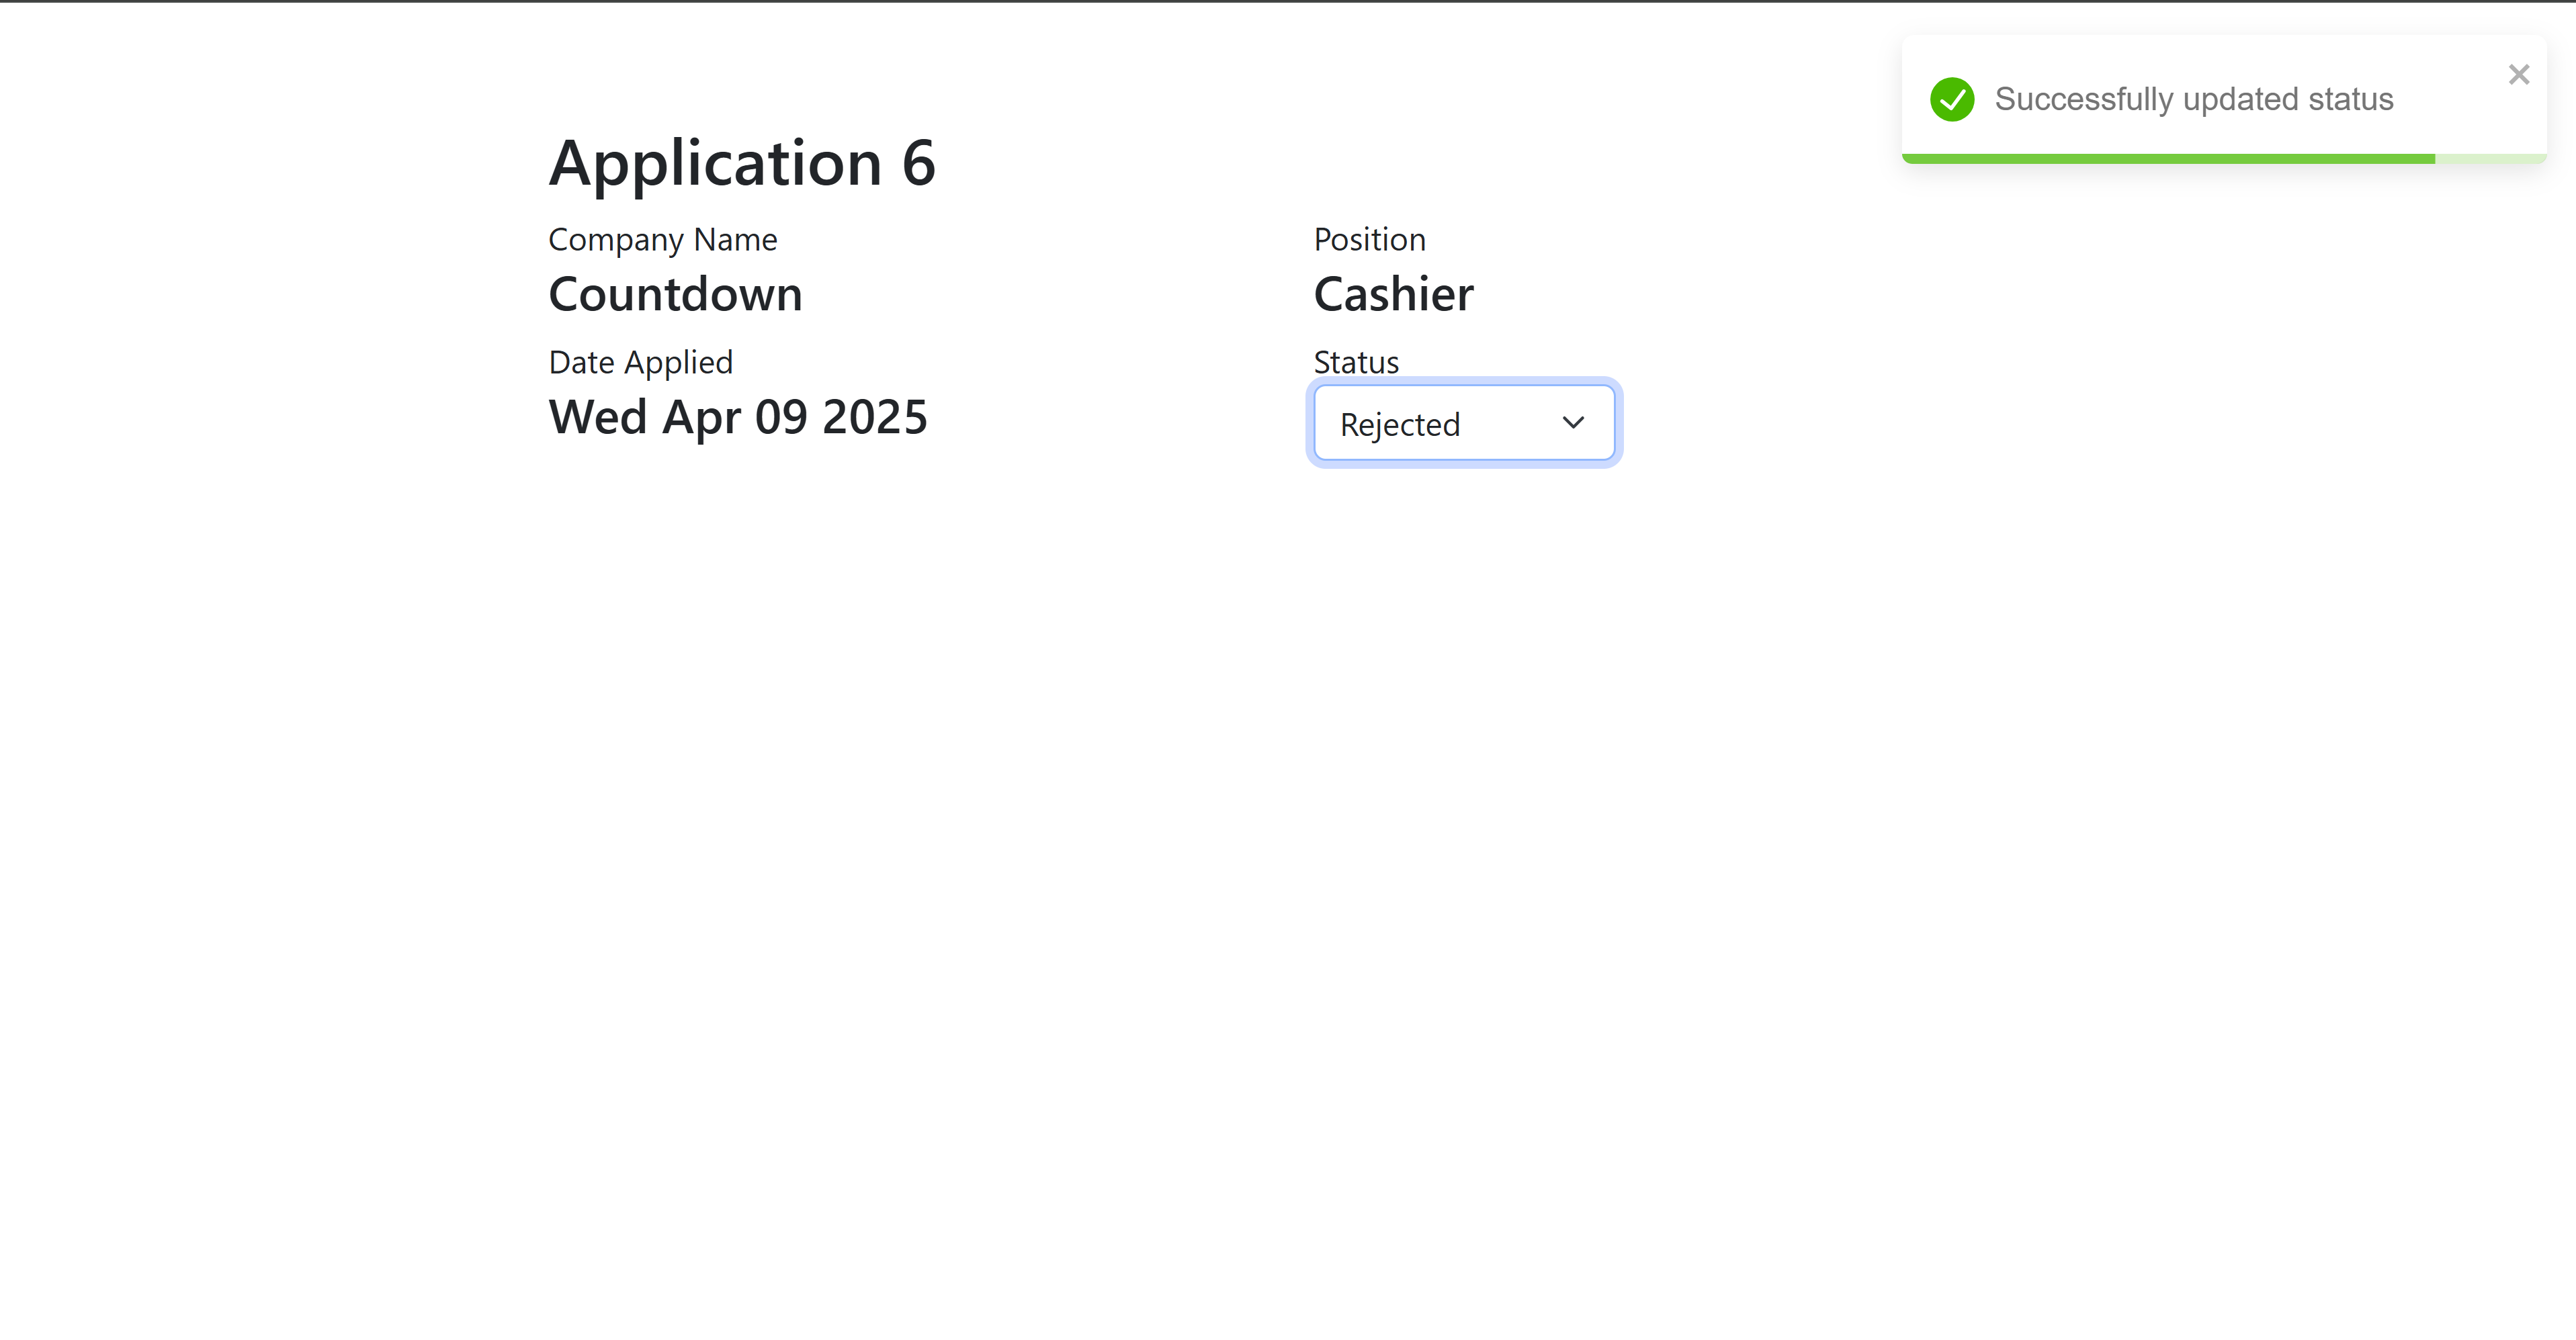 Successfully updated status
Application 6
Company Name
Countdown
Position
Cashier
Date Applied
Wed Apr 09 2025
Status
Rejected